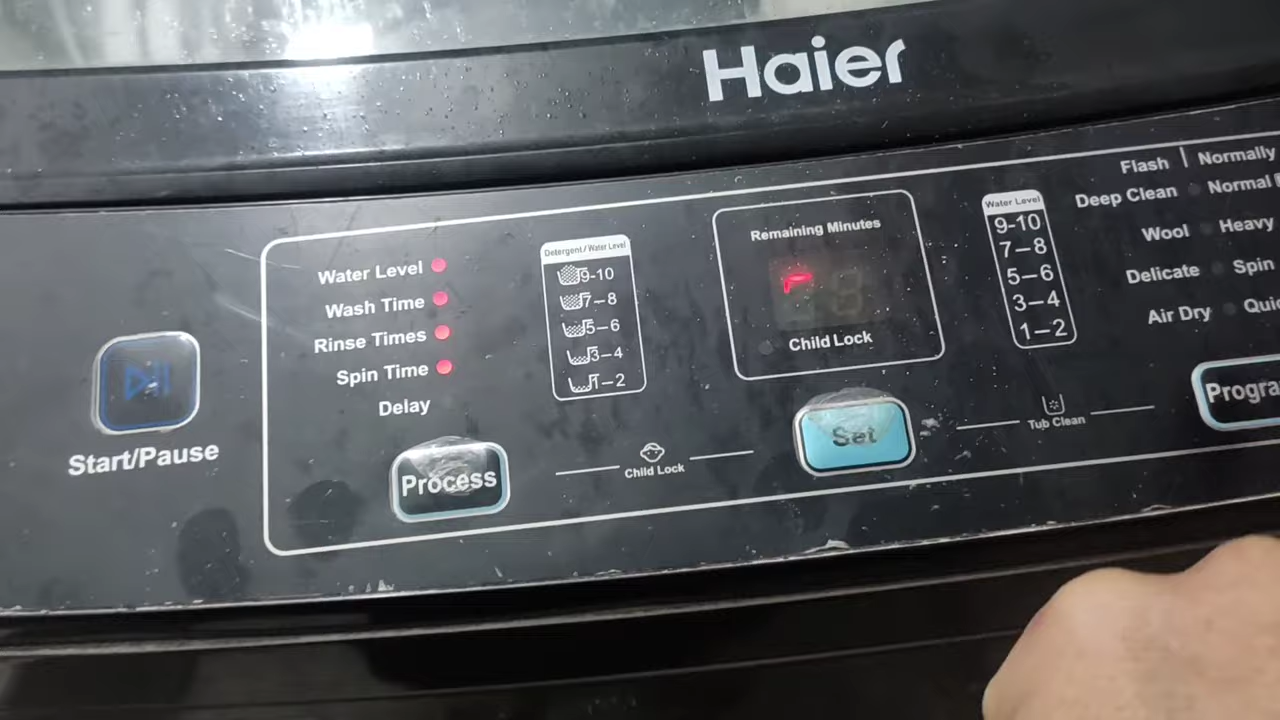 Haier
Flash | Normally
Deep Clean Normal
Wool Heavy
Delicate Spin
Air Dry
Water Level
Wash Time
Rinse Times
Spin Time
Delay
Process
Start/Pause
Detergent/Water Level
9-10
7-8
5-6
3-4
1-2
Child Lock
Remaining Minutes
Child Lock
Set
Water Level
9-10
7-8
5-6
3-4
1-2
Tub Clean